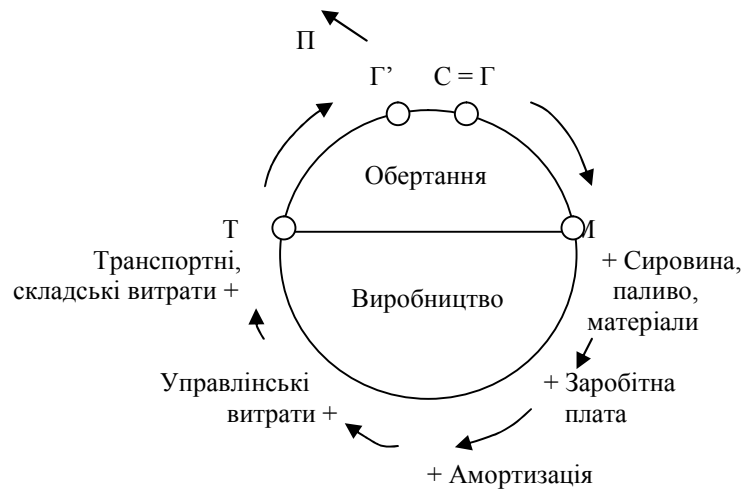 П
Г’ С = Г
Обертання
Т
Транспортні,
складські витрати +
+ Сировина,
паливо,
матеріали
Виробництво
Управлінські
витрати +
+ Заробітна
плата
+ Амортизація